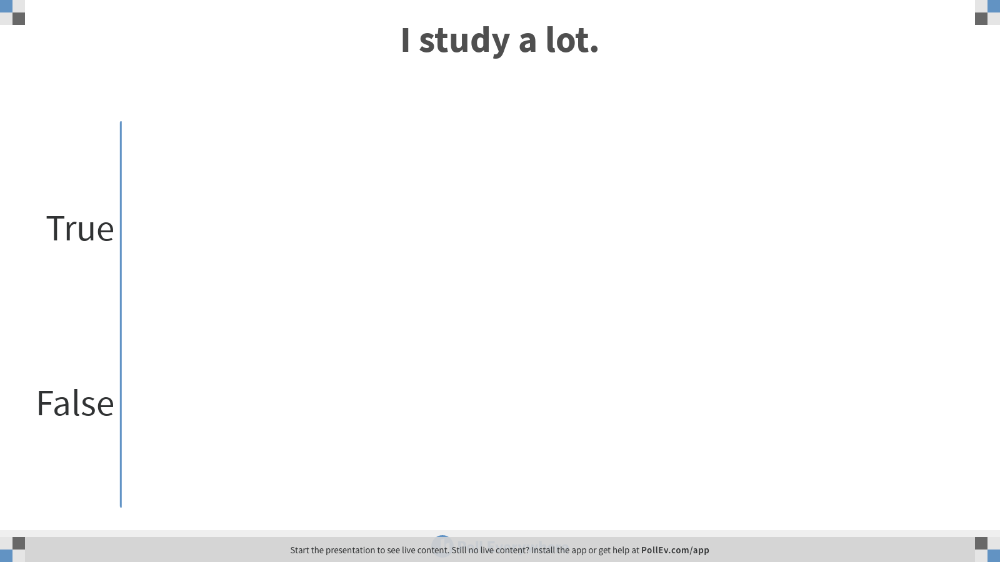 I study a lot.
True
False
Start the presentation to see live content. Still no live content? Install the app or get help at PollEv.com/app